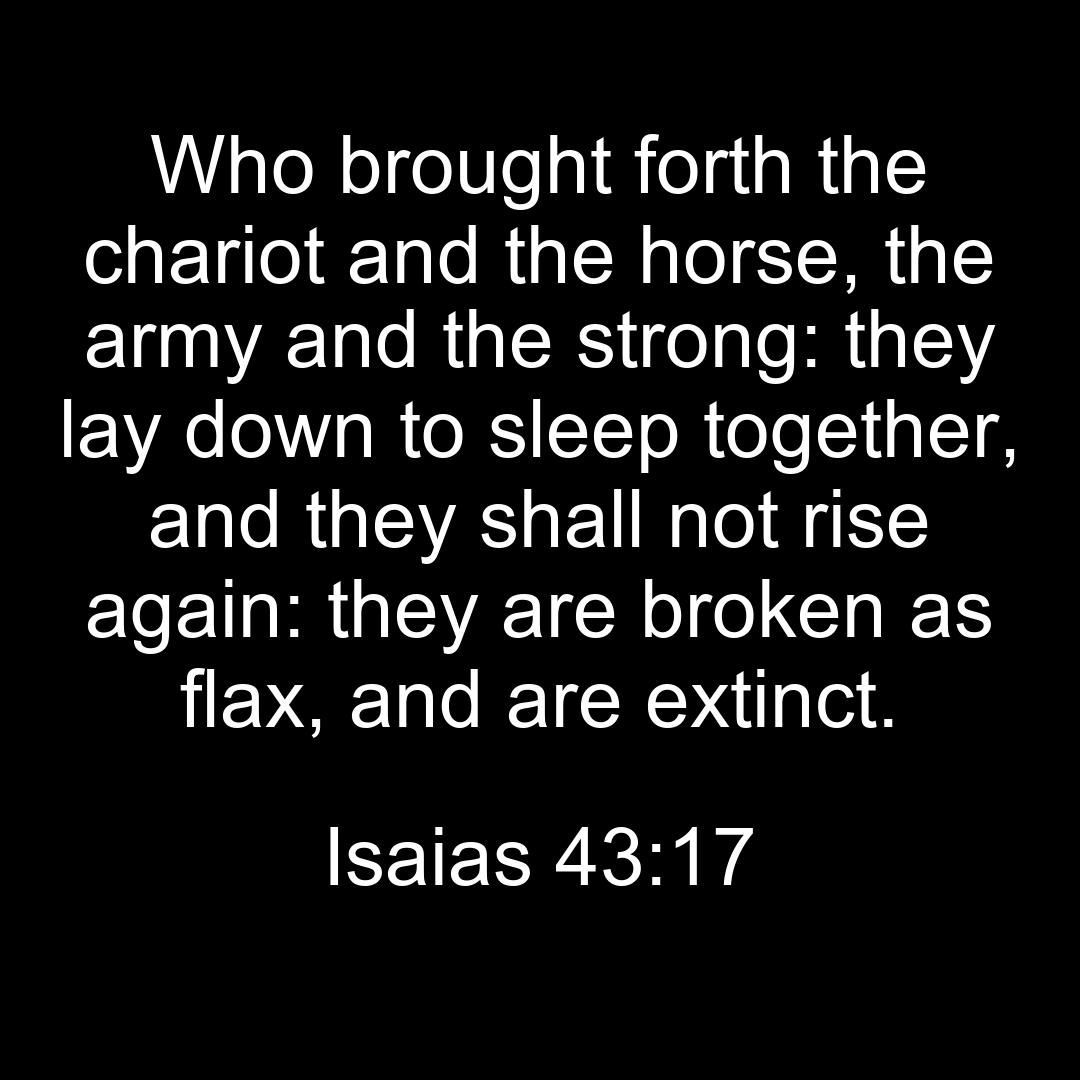 Who brought forth the
chariot and the horse, the
army and the strong: they
lay down to sleep together,
and they shall not rise
again: they are broken as
flax, and are extinct.
Isaias 43:17